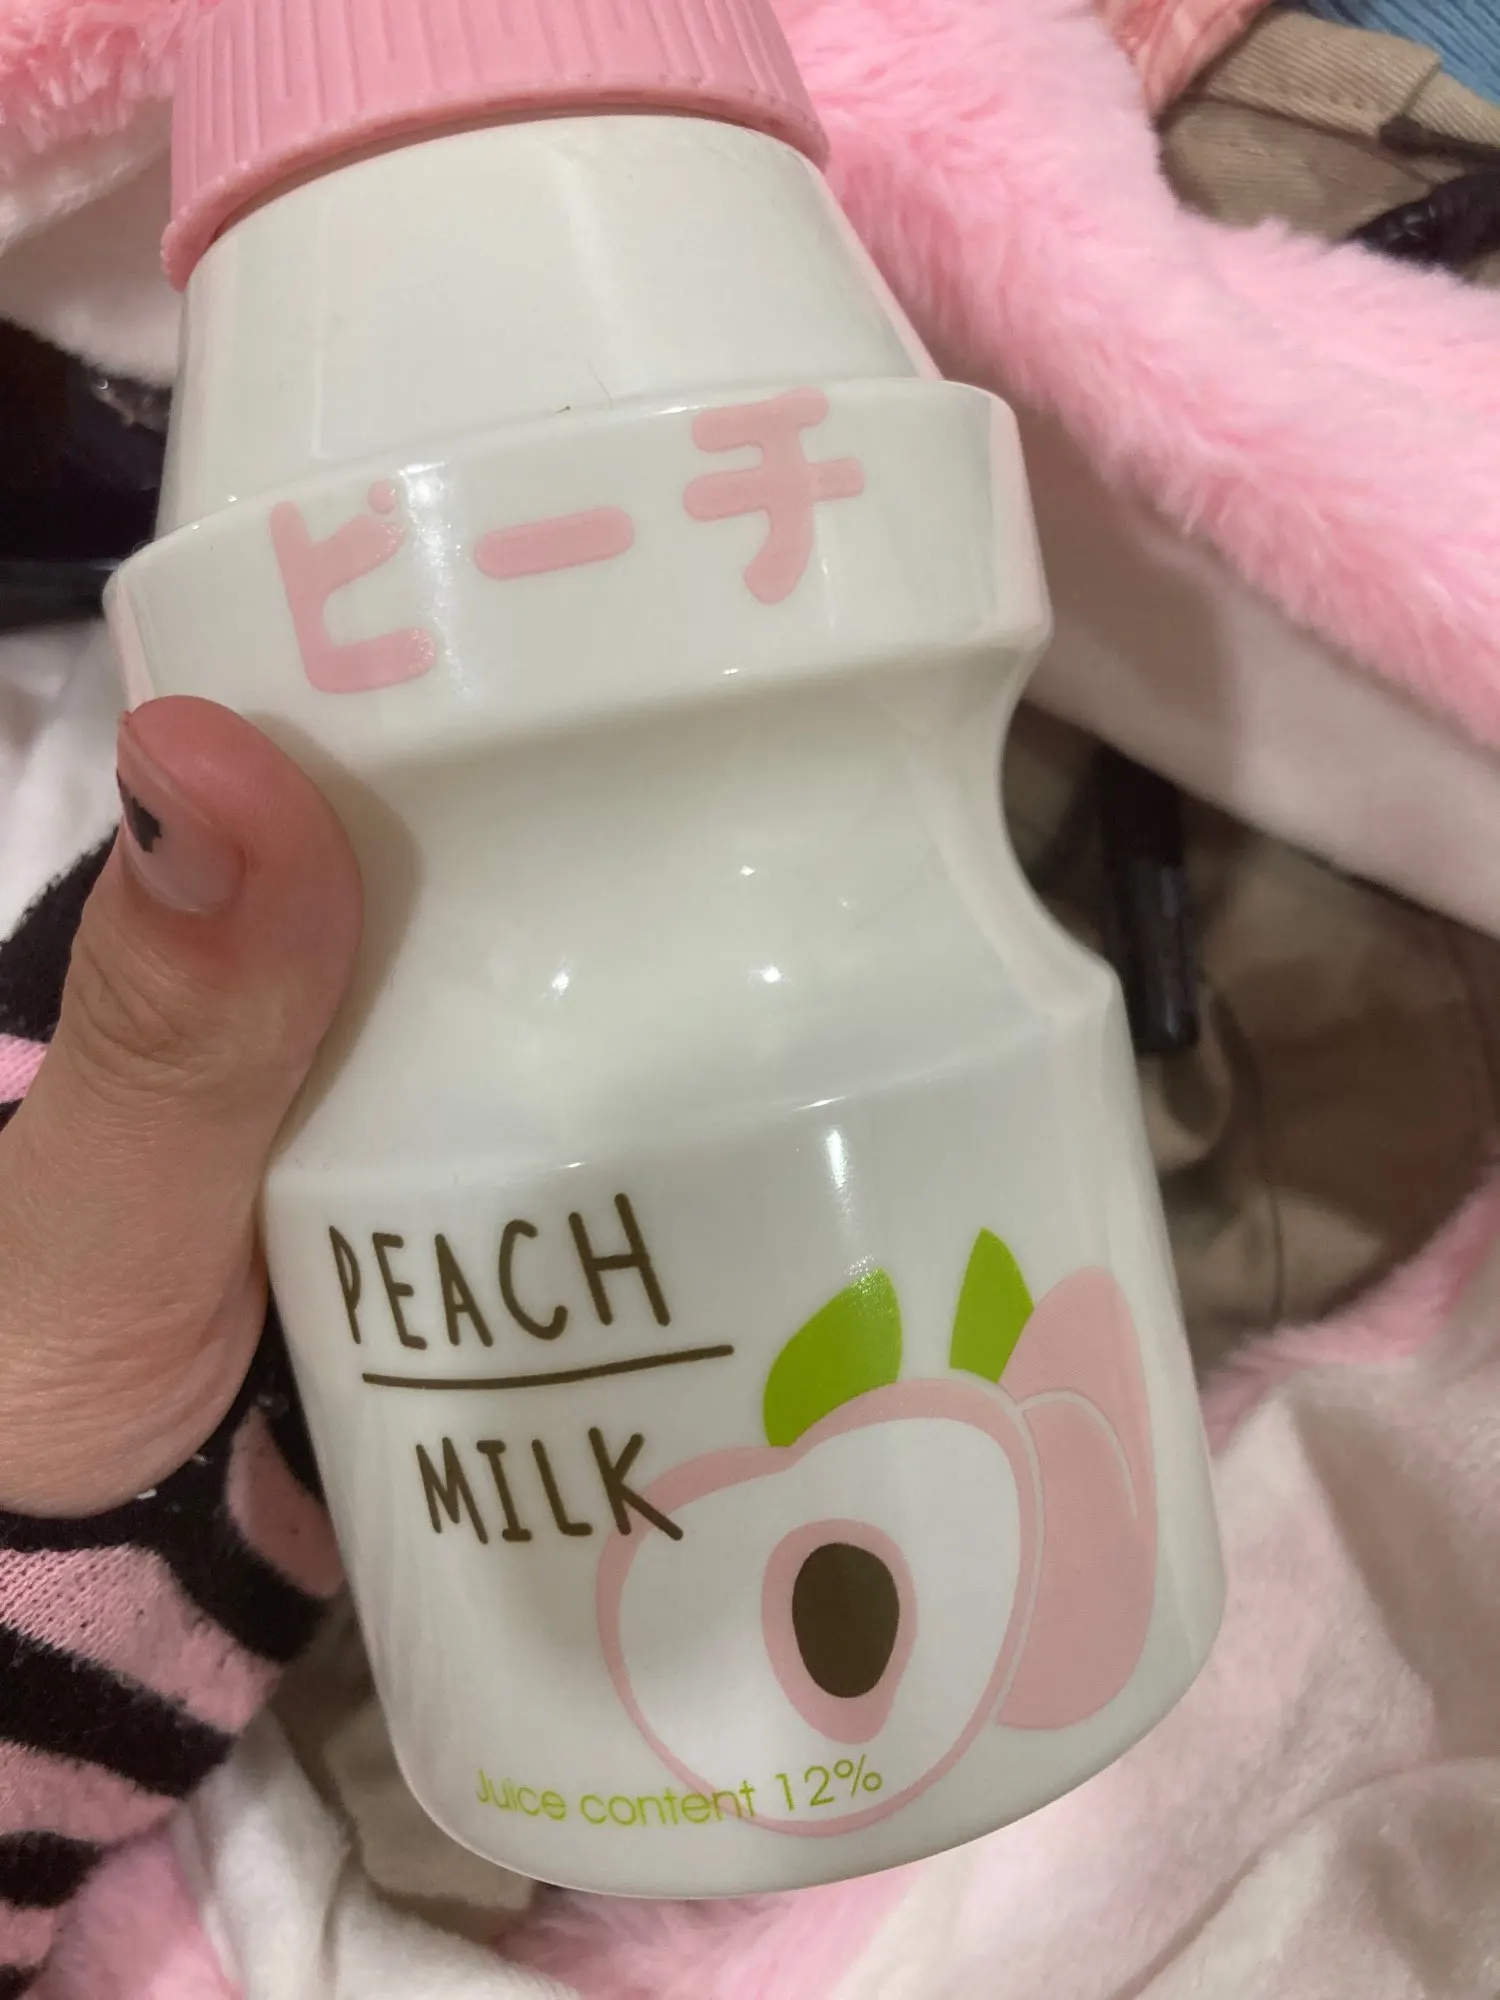 ピーチ
PEACH
MILK
Juice content 12%